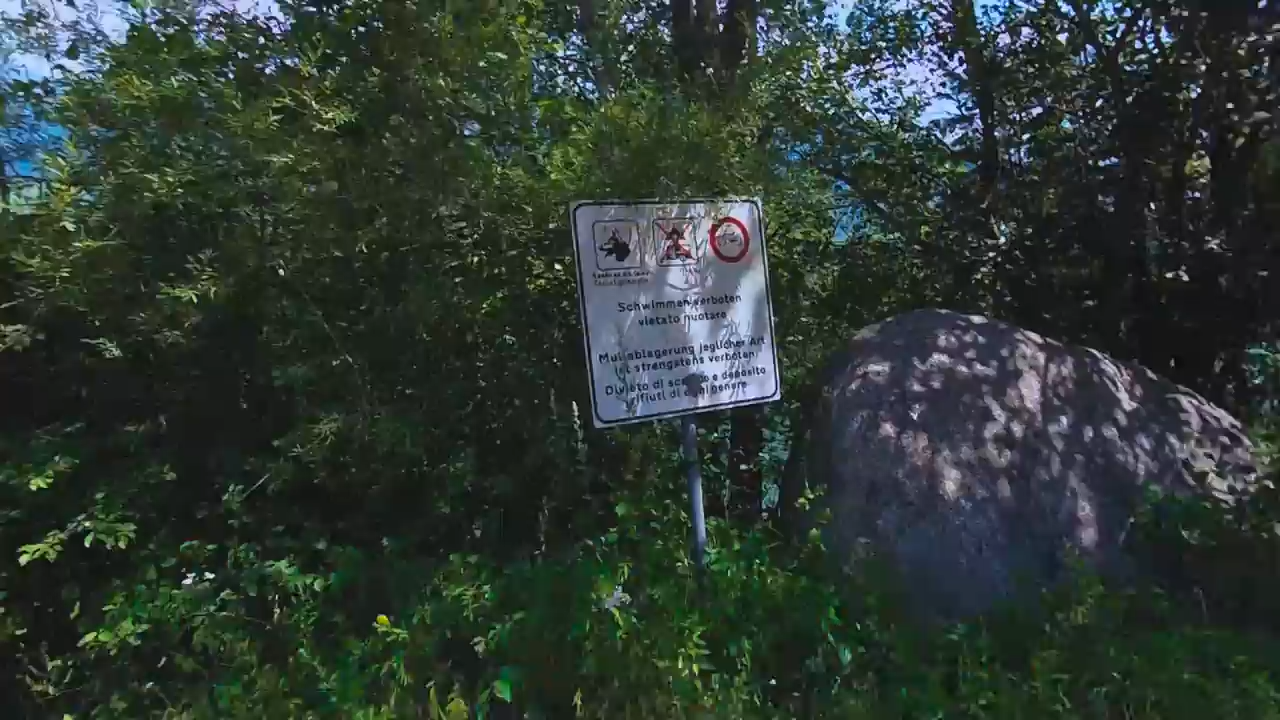 Schwimmen verboten
vietato nuotare
Müllablagerung jeglicher Art
ist strengstens verboten
Divieto di scarico e deposito
rifiuti di ogni genere